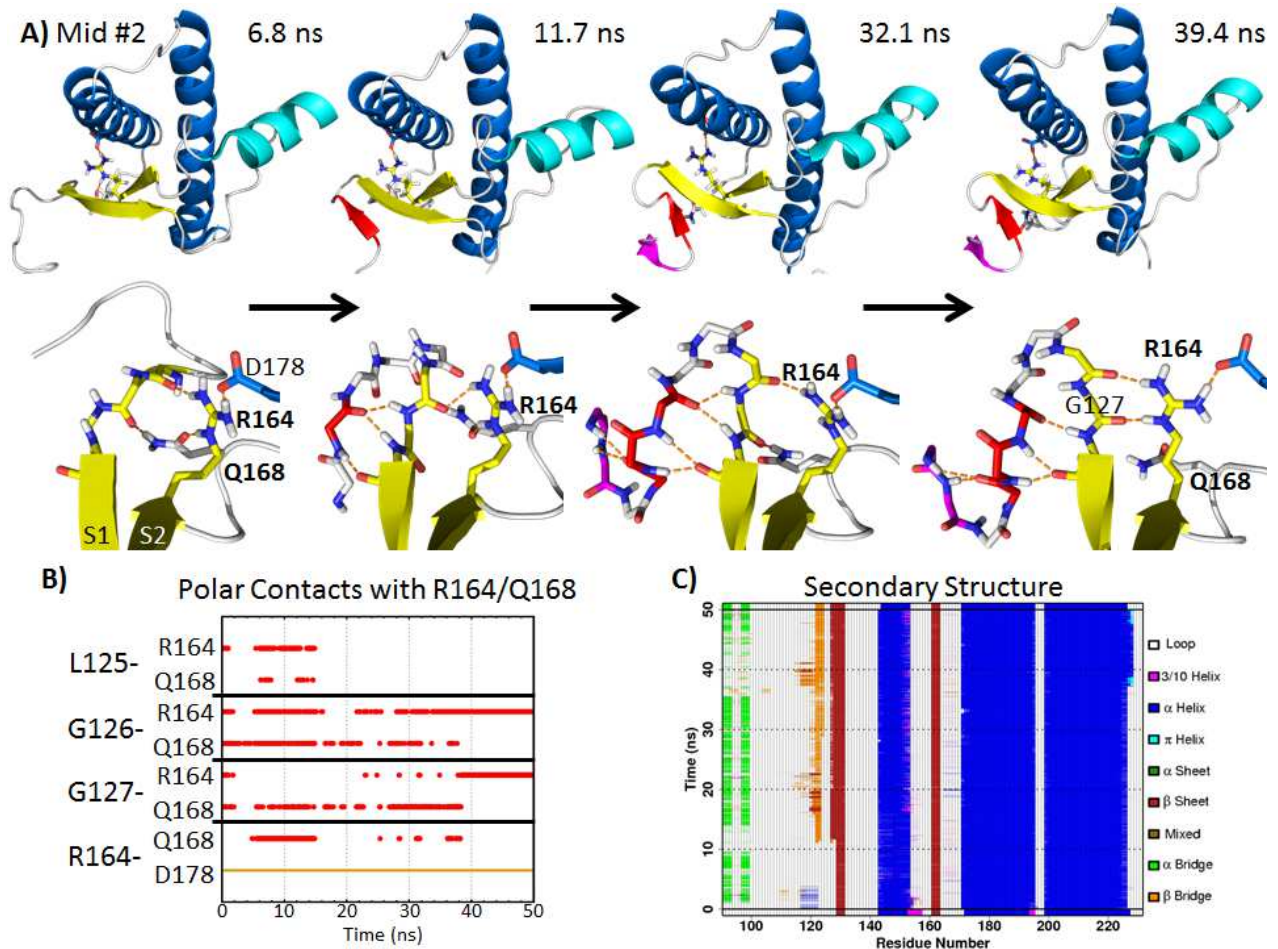 A) Mid #2
6.8 ns
11.7 ns
32.1 ns
39.4 ns
D178
R164
Q168
S1
S2
R164
R164
R164
G127
Q168
B)
Polar Contacts with R164/Q168
L125-
R164
Q168
G126-
R164
Q168
G127-
R164
Q168
R164-
Q168
D178
0 10 20 30 40 50
Time (ns)
C)
Secondary Structure
Time (ns)
50
40
30
20
10
0
100 120 140 160 180 200 220
Residue Number
Loop
3/10 Helix
α Helix
π Helix
α Sheet
β Sheet
Mixed
α Bridge
β Bridge